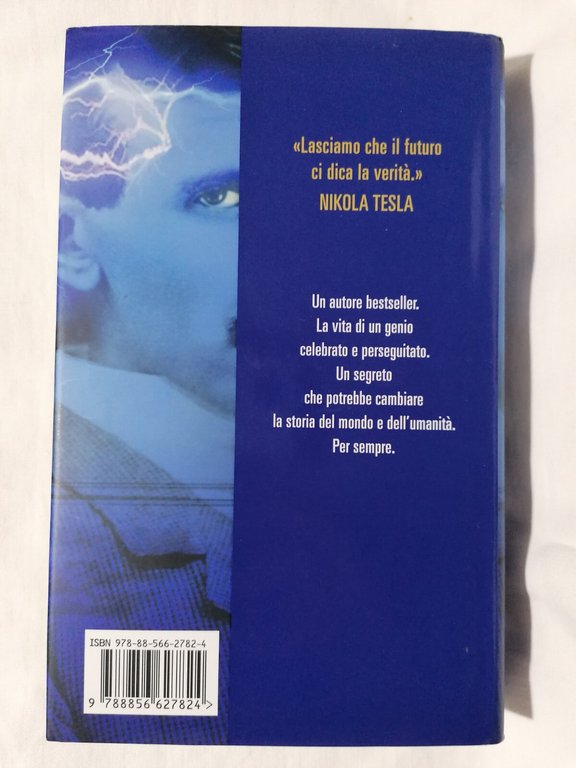 «Lasciamo che il futuro
ci dica la verità.»
NIKOLA TESLA
Un autore bestseller.
La vita di un genio
celebrato e perseguitato.
Un segreto
che potrebbe cambiare
la storia del mondo e dell'umanità.
Per sempre.
ISBN 978-88-566-2782-4
9 788856 627824 >